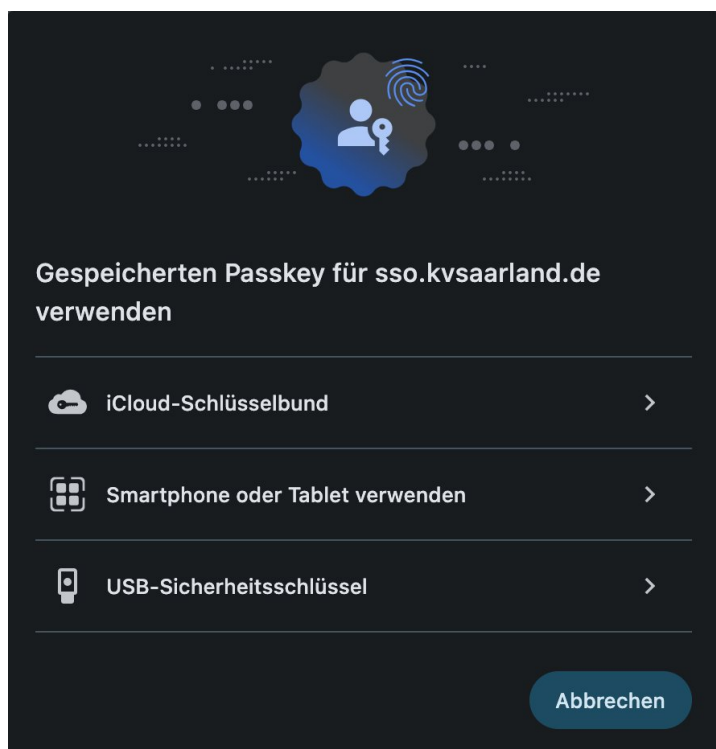 Gespeicherten Passkey für sso.kvsaarland.de
verwenden
iCloud-Schlüsselbund
Smartphone oder Tablet verwenden
USB-Sicherheitsschlüssel
Abbrechen